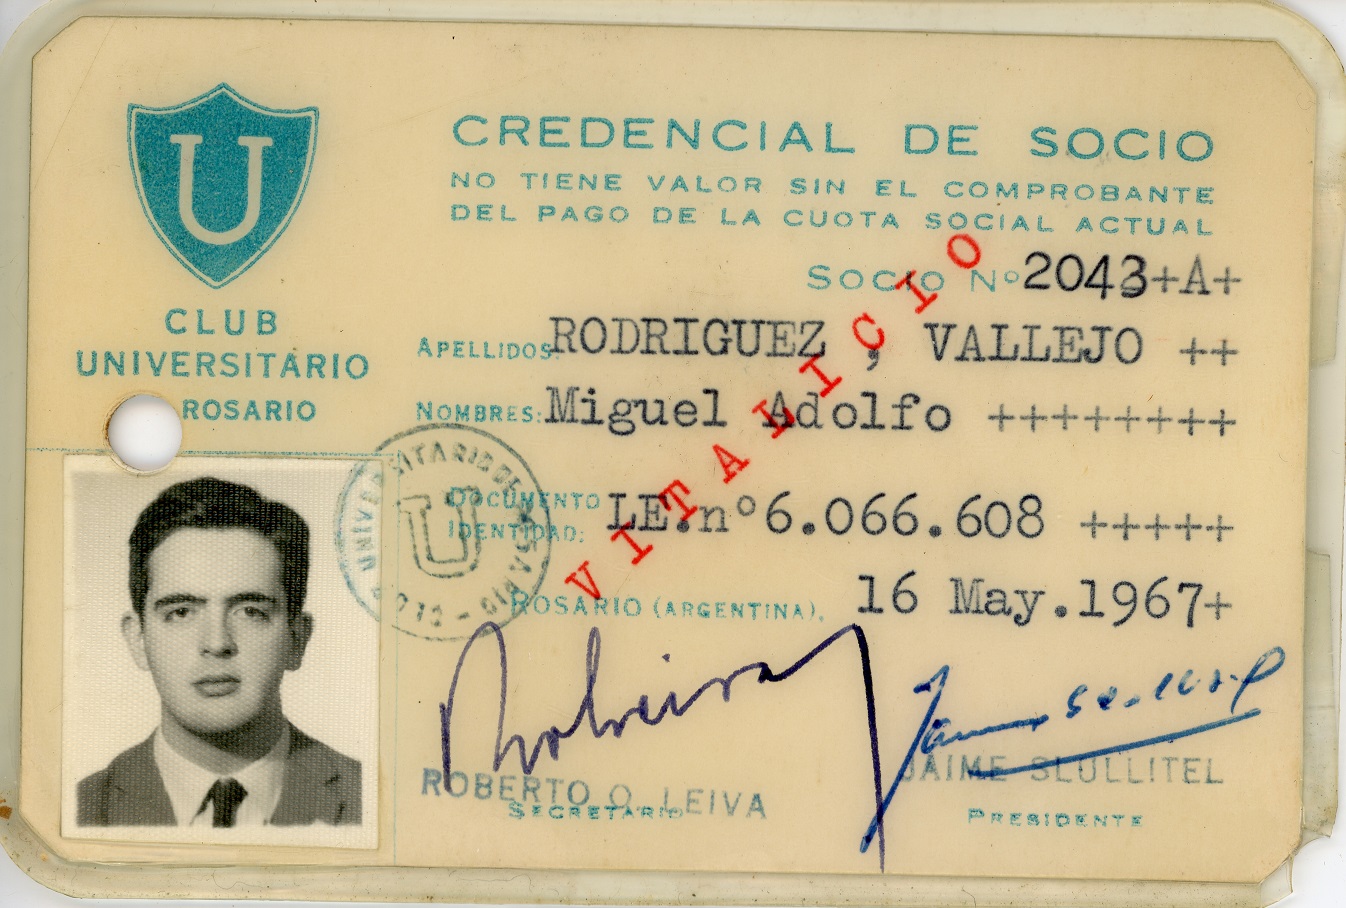 U
CREDENCIAL DE SOCIO
NO TIENE VALOR SIN EL COMPROBANTE
DEL PAGO DE LA CUOTA SOCIAL ACTUAL
SOCIO Nº 2043+A+
CLUB
UNIVERSITARIO
ROSARIO
APELLIDOS: RODRIGUEZ , VALLEJO ++
NOMBRES: Miguel Adolfo ++++++++
VITALICIO
CLUB UNIVERSITARIO DE ROSARIO
U
DOCUMENTO
IDENTIDAD: LE.nº6.066.608 +++++
ROSARIO (ARGENTINA), 16 May.1967+
ROBERTO O. LEIVA
SECRETARIO
JAIME SLULLITEL
PRESIDENTE